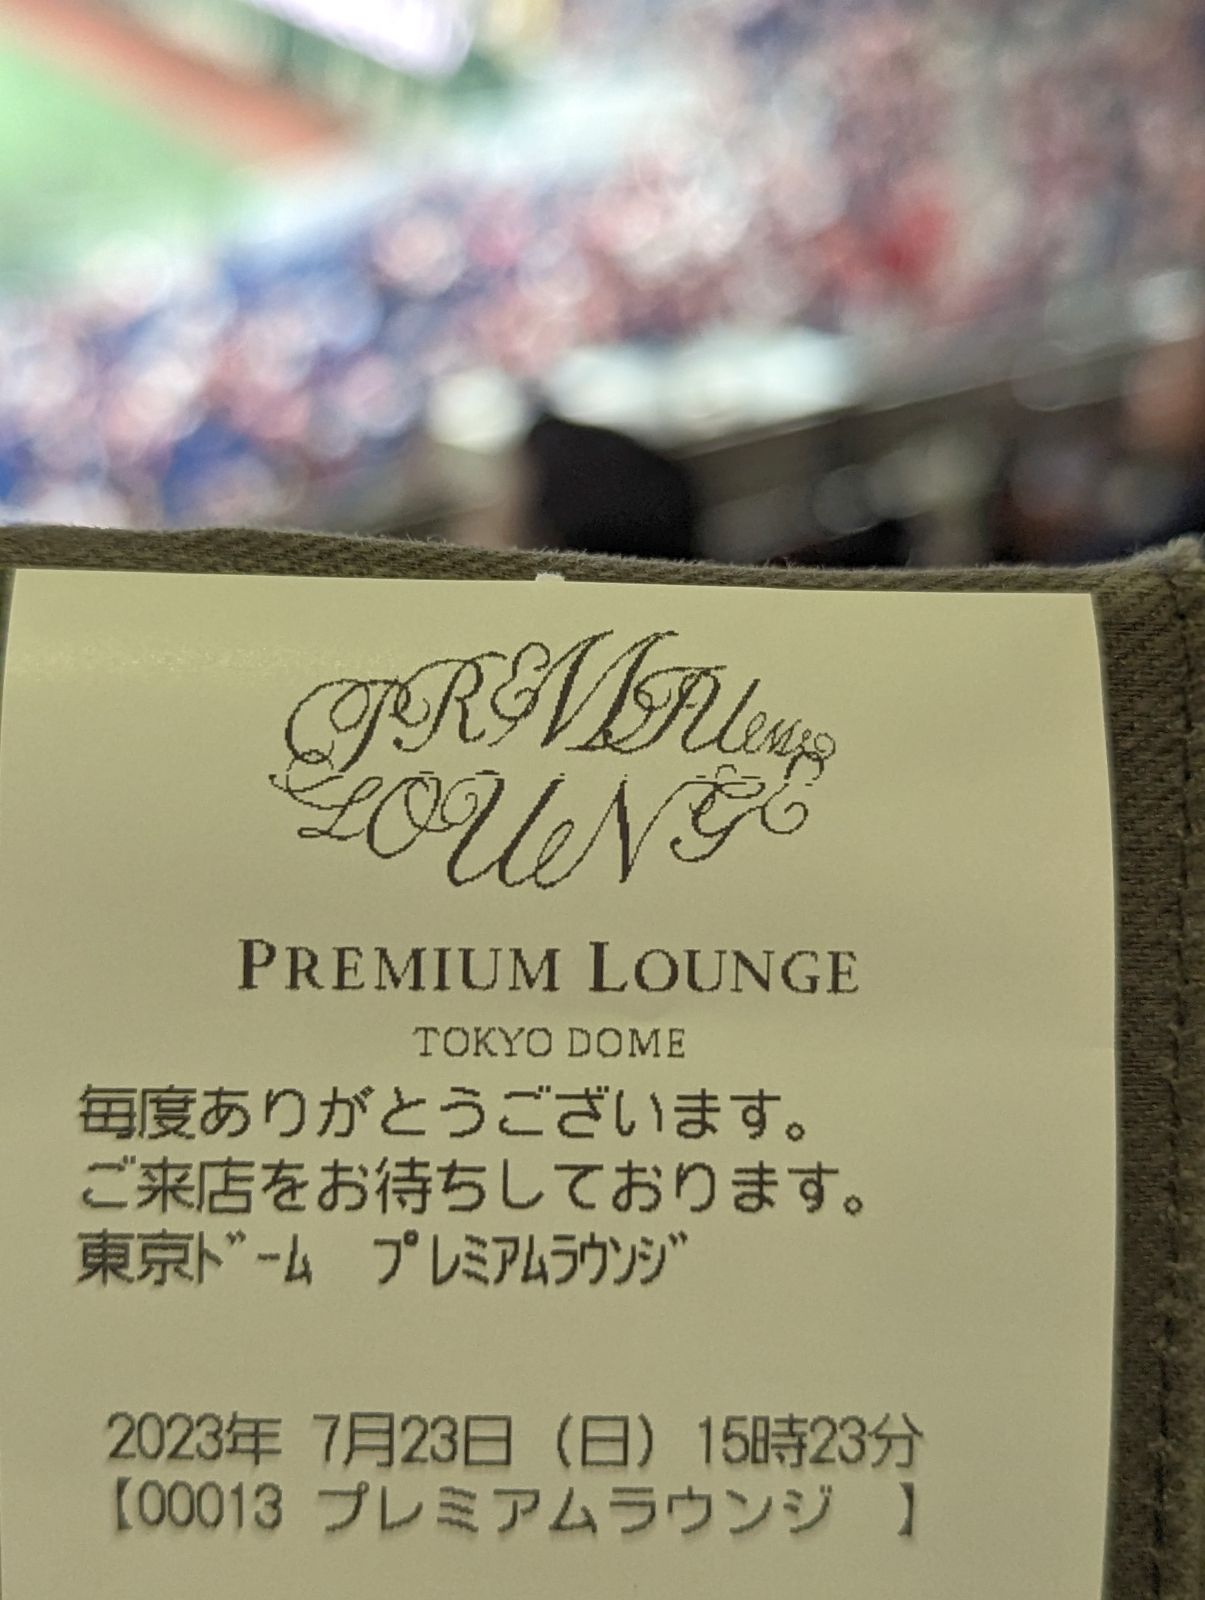 PREMIUM
LOUNGE
PREMIUM LOUNGE
TOKYO DOME
毎度ありがとうございます。
ご来店をお待ちしております。
東京ﾄﾞｰﾑ　ﾌﾟﾚﾐｱﾑﾗｳﾝｼﾞ
2023年 7月23日（日）15時23分
【00013 プレミアムラウンジ　】